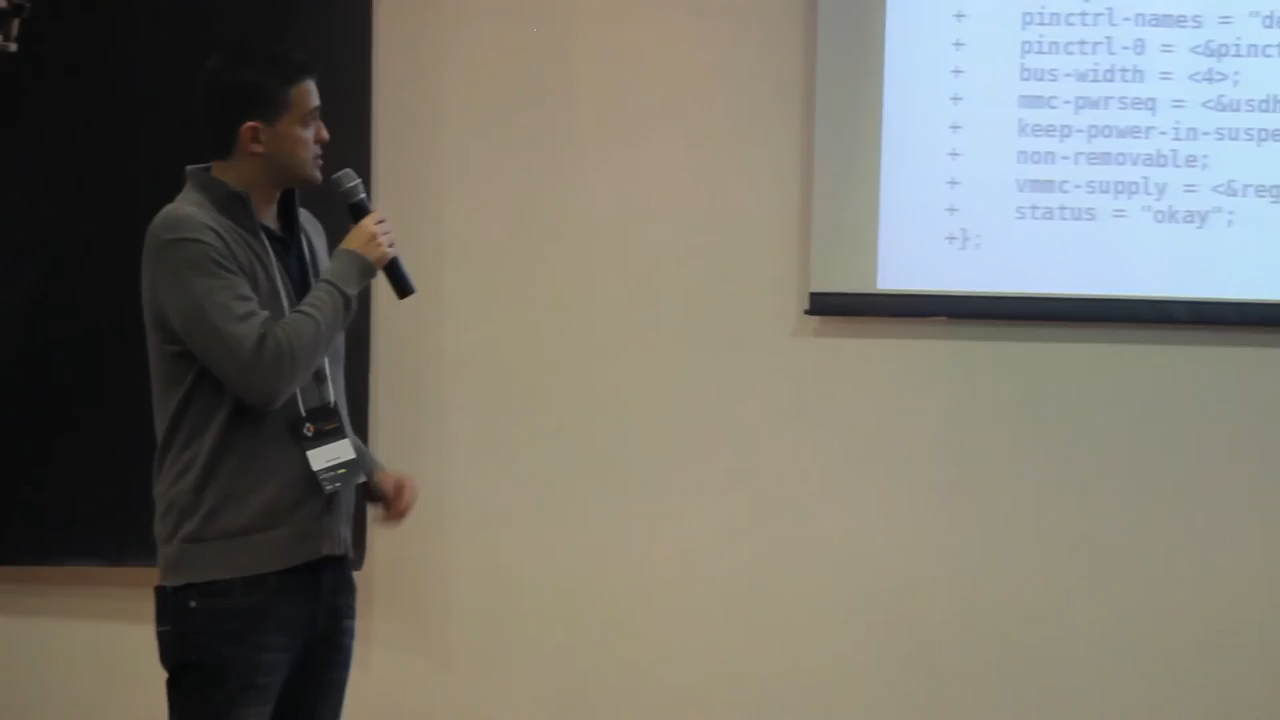 + pinctrl-names = "de
+ pinctrl-0 = <&pinct
+ bus-width = <4>;
+ mmc-pwrseq = <&usdh
+ keep-power-in-suspe
+ non-removable;
+ vmmc-supply = <&reg
+ status = "okay";
+};